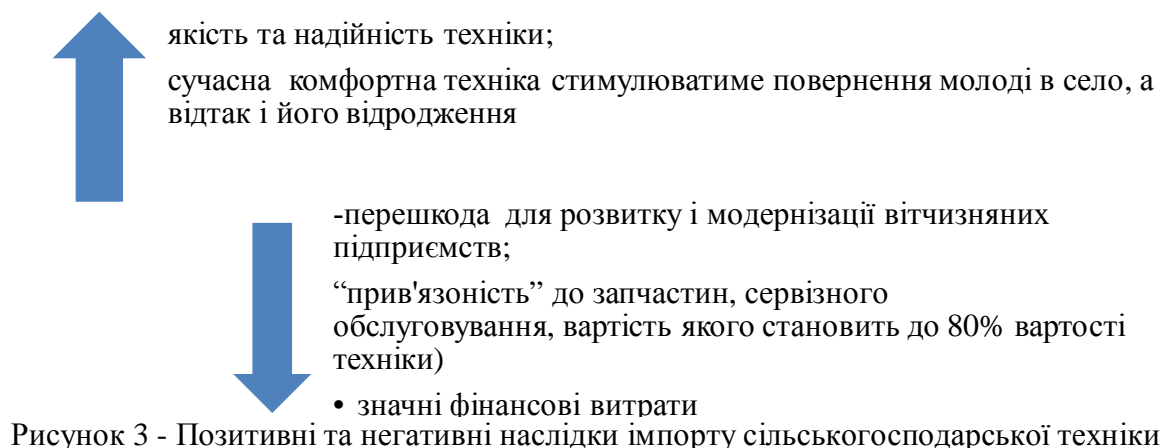 якість та надійність техніки;
сучасна комфортна техніка стимулюватиме повернення молоді в село, а
відтак і його відродження
-перешкода для розвитку і модернізації вітчизняних
підприємств;
“прив'язоність” до запчастин, сервізного
обслуговування, вартість якого становить до 80% вартості
техніки)
• значні фінансові витрати
Рисунок 3 - Позитивні та негативні наслідки імпорту сільськогосподарської техніки